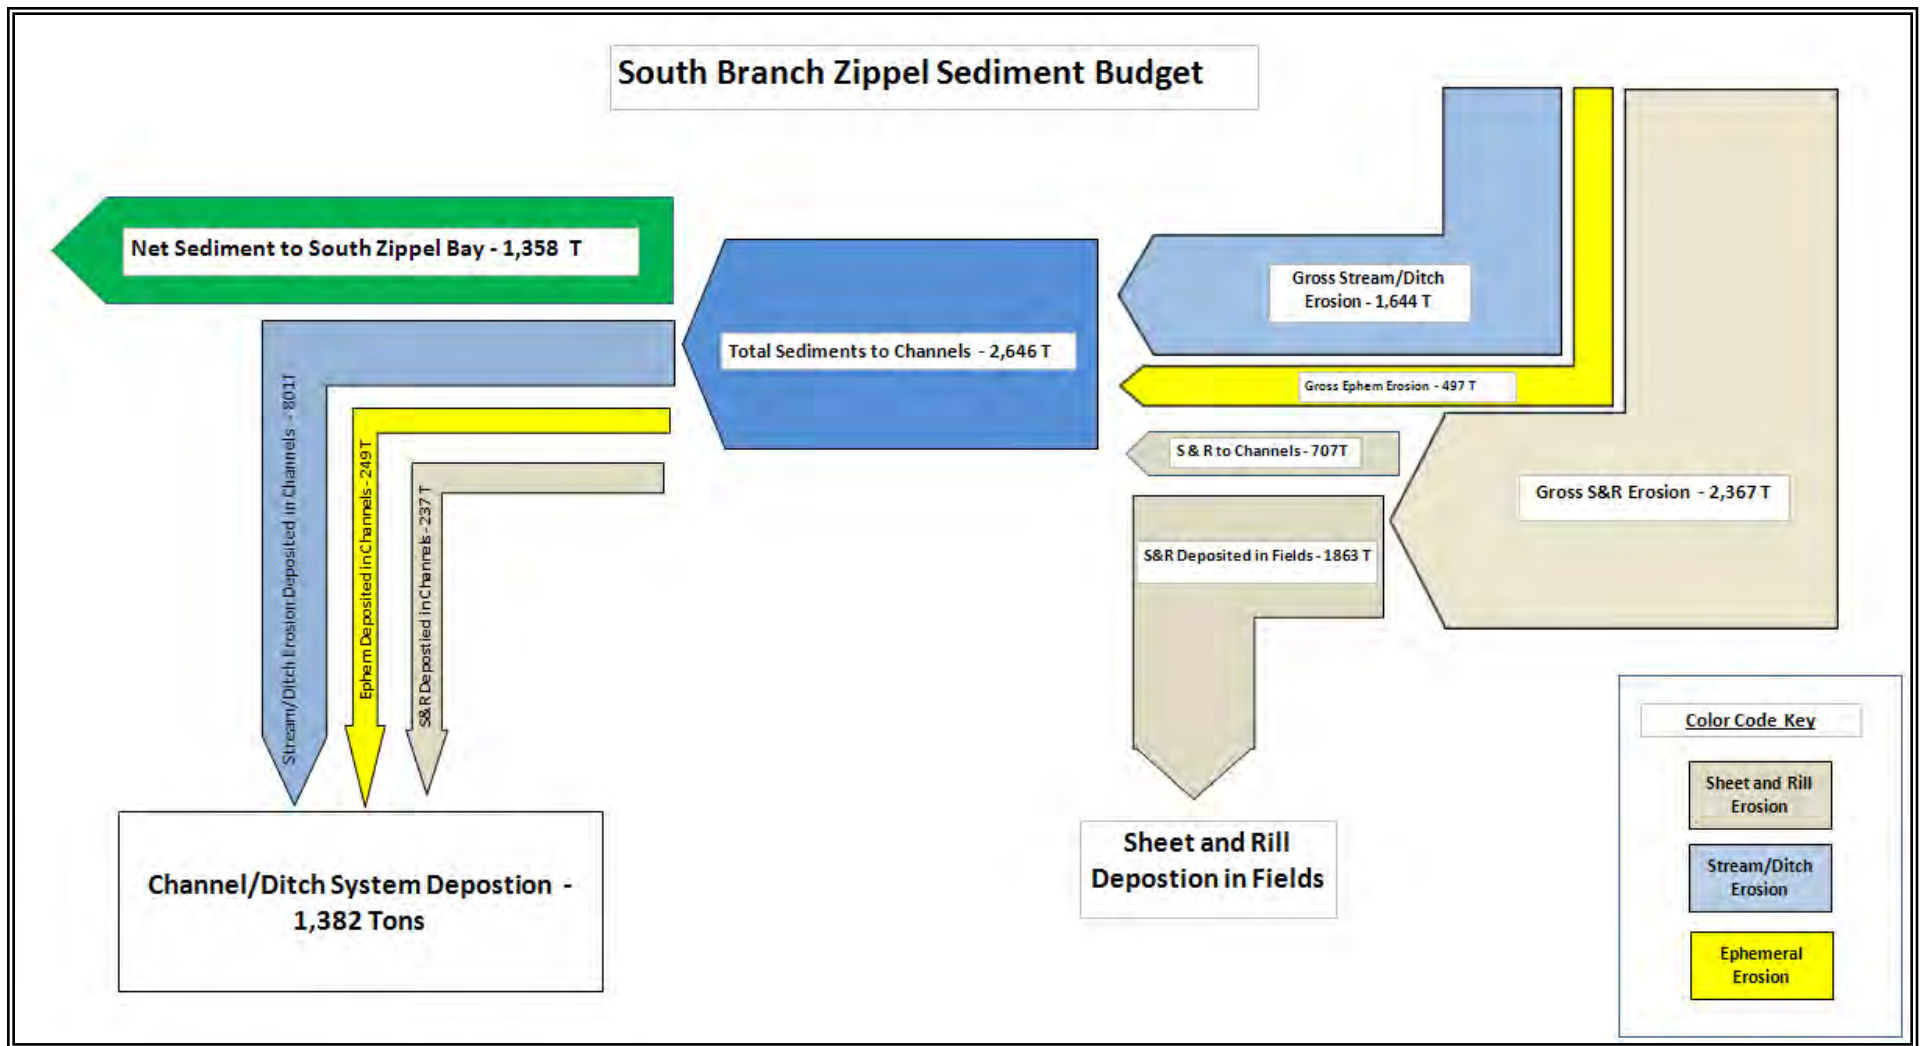 South Branch Zippel Sediment Budget
Net Sediment to South Zippel Bay - 1,358 T
Total Sediments to Channels - 2,646 T
Gross Stream/Ditch
Erosion - 1,644 T
Gross Ephem Erosion - 497 T
S & R to Channels - 707T
Gross S&R Erosion - 2,367 T
S&R Deposited in Fields - 1863 T
Stream/Ditch Erosion Deposited in Channels - 801T
Ephem Deposited in Channels - 249 T
S&R Depostied in Channels - 237 T
Channel/Ditch System Depostion -
1,382 Tons
Sheet and Rill
Depostion in Fields
Color Code Key
Sheet and Rill
Erosion
Stream/Ditch
Erosion
Ephemeral
Erosion